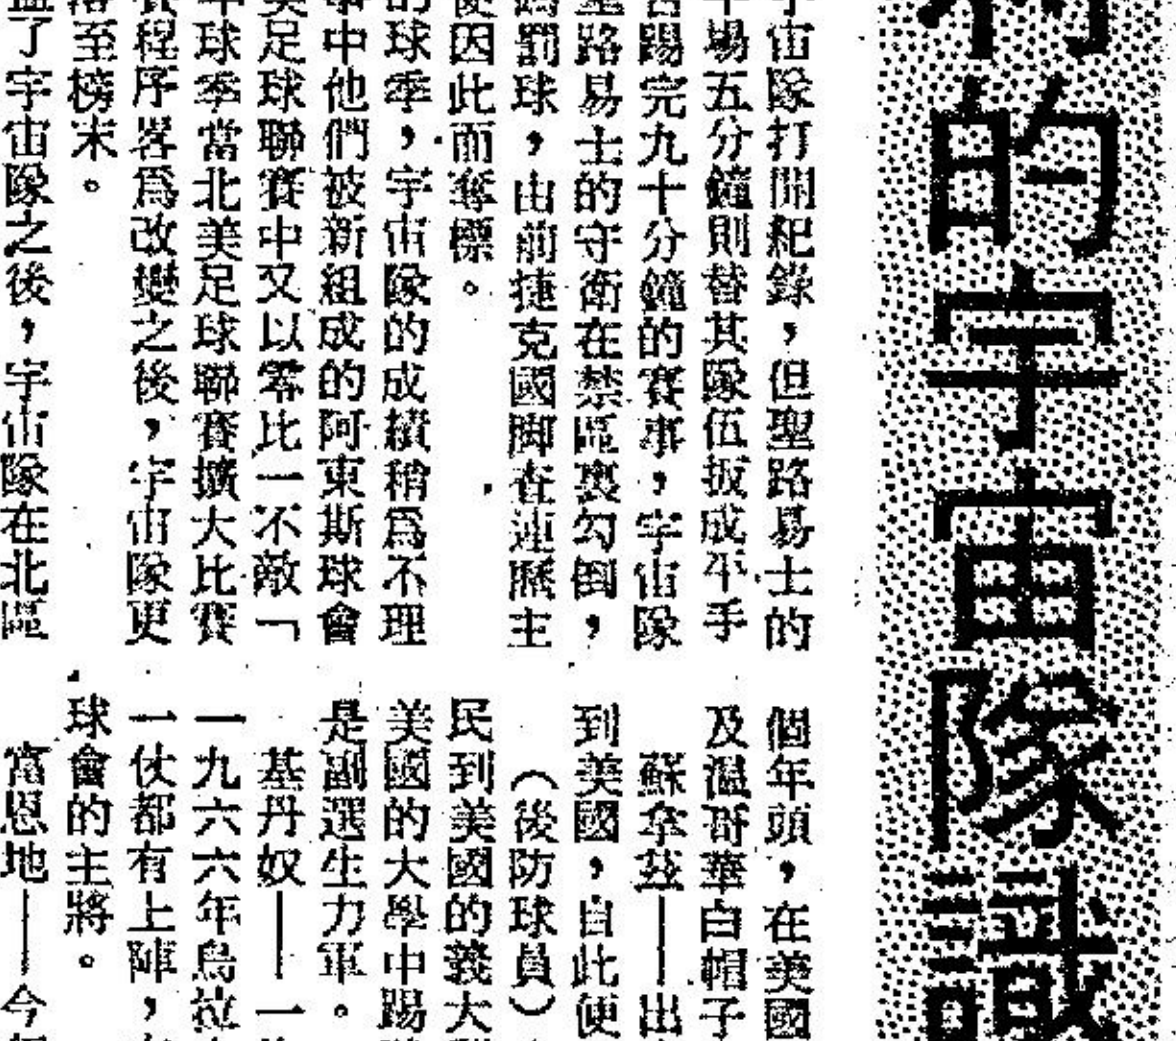 的宇宙隊識
宇宙隊打開紀錄，但聖路易士的
場五分鐘則替其隊伍扳成平手
踢完九十分鐘的賽事，宇宙隊
聖路易士的守衛在禁區裏勾倒，
罰球，由前捷克國脚查連隊主
便因此而奪標。
的球季，宇宙隊的成績稍爲不理
事中他們被新組成的阿東斯球會
美足球聯賽中又以零比一不敵「
年球季當北美足球聯賽擴大比賽
賽程序畧爲改變之後，宇宙隊更
落至榜末。
了宇宙隊之後，宇宙隊在北區
個年頭，在美國
及溫哥華白帽子
蘇拿茲——出
到美國，自此便
（後防球員）
民到美國的義大
美國的大學中踢
是副選生力軍。
基丹奴——一
一九六六年烏拉
一伙都有上陣，
球會的主將。
富恩地——今